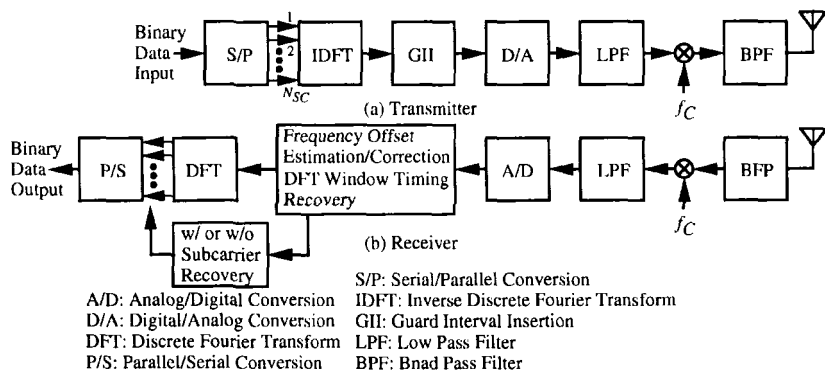 Binary
Data
Input
S/P
1
2
N_SC
IDFT
GII
D/A
LPF
f_C
BPF
(a) Transmitter
Binary
Data
Output
P/S
DFT
Frequency Offset
Estimation/Correction
DFT Window Timing
Recovery
A/D
LPF
f_C
BFP
w/ or w/o
Subcarrier
Recovery
(b) Receiver
S/P: Serial/Parallel Conversion
A/D: Analog/Digital Conversion
IDFT: Inverse Discrete Fourier Transform
D/A: Digital/Analog Conversion
GII: Guard Interval Insertion
DFT: Discrete Fourier Transform
LPF: Low Pass Filter
P/S: Parallel/Serial Conversion
BPF: Bnad Pass Filter